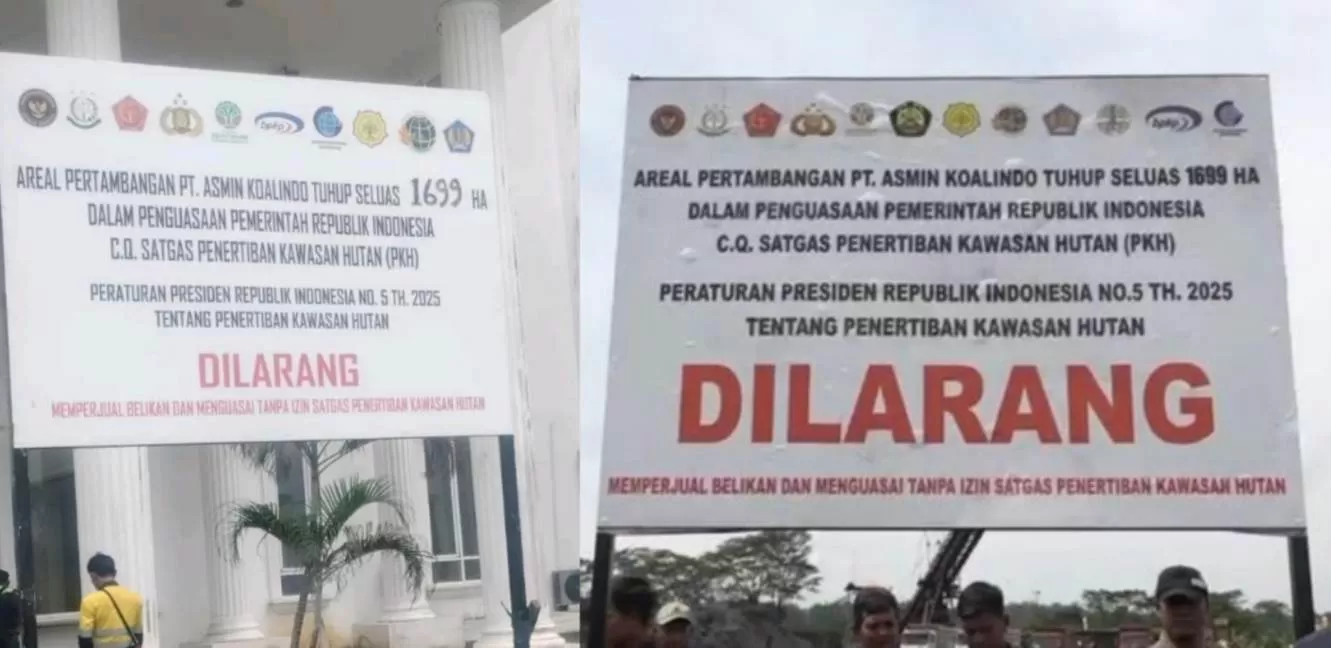 bpkp
AREAL PERTAMBANGAN PT. ASMIN KOALINDO TUHUP SELUAS 1699 HA
DALAM PENGUASAAN PEMERINTAH REPUBLIK INDONESIA
C.Q. SATGAS PENERTIBAN KAWASAN HUTAN (PKH)
PERATURAN PRESIDEN REPUBLIK INDONESIA NO. 5 TH. 2025
TENTANG PENERTIBAN KAWASAN HUTAN
DILARANG
MEMPERJUAL BELIKAN DAN MENGUASAI TANPA IZIN SATGAS PENERTIBAN KAWASAN HUTAN
bpkp
AREAL PERTAMBANGAN PT. ASMIN KOALINDO TUHUP SELUAS 1699 HA
DALAM PENGUASAAN PEMERINTAH REPUBLIK INDONESIA
C.Q. SATGAS PENERTIBAN KAWASAN HUTAN (PKH)
PERATURAN PRESIDEN REPUBLIK INDONESIA NO.5 TH. 2025
TENTANG PENERTIBAN KAWASAN HUTAN
DILARANG
MEMPERJUAL BELIKAN DAN MENGUASAI TANPA IZIN SATGAS PENERTIBAN KAWASAN HUTAN